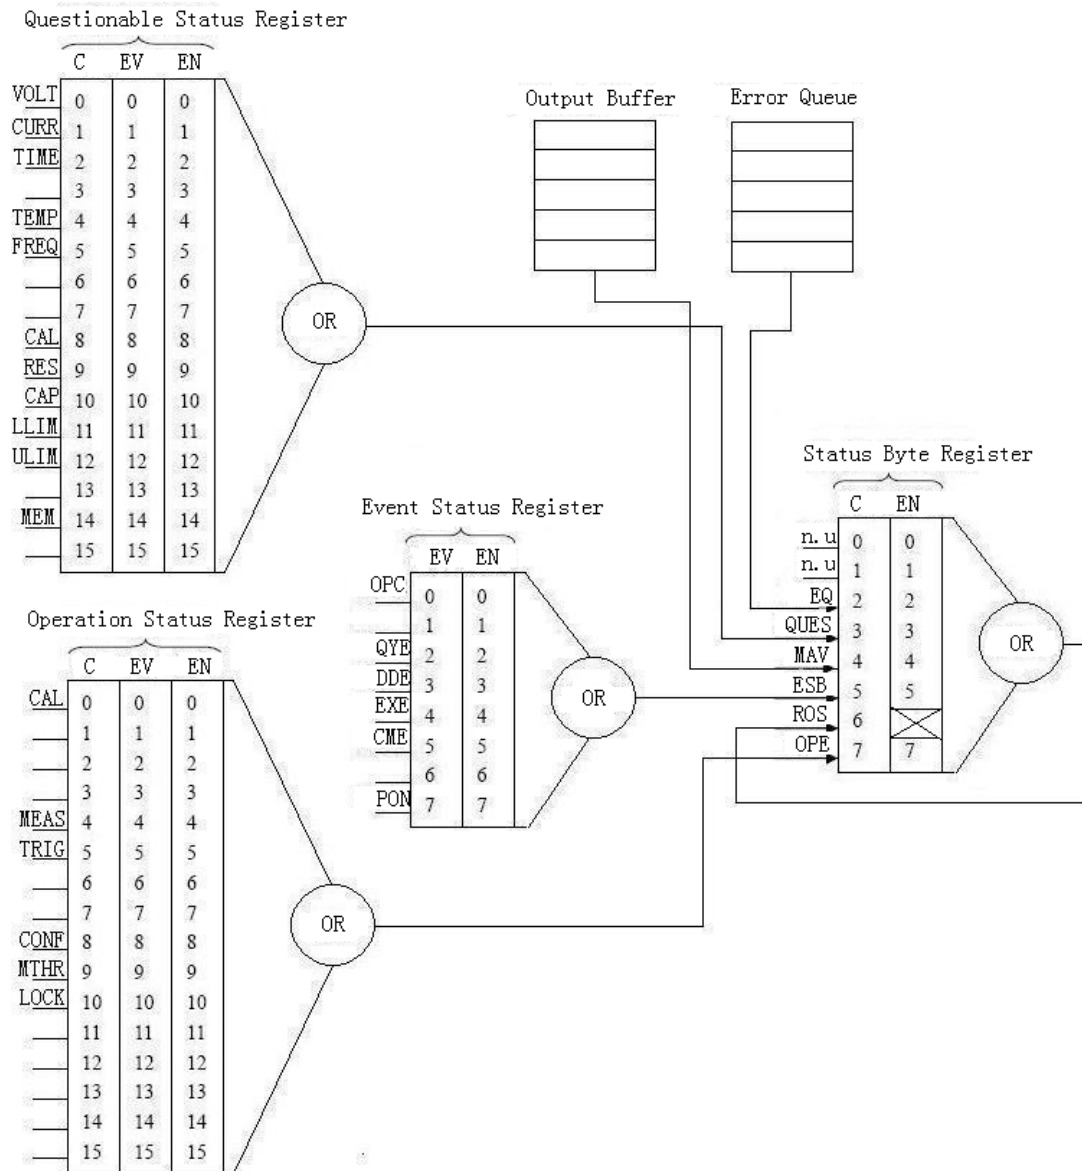 Questionable Status Register
C EV EN
VOLT 0 0 0
CURR 1 1 1
TIME 2 2 2
3 3 3
TEMP 4 4 4
FREQ 5 5 5
6 6 6
7 7 7
CAL 8 8 8
RES 9 9 9
CAP 10 10 10
LLIM 11 11 11
ULIM 12 12 12
13 13 13
MEM 14 14 14
15 15 15
OR
Output Buffer
Error Queue
Event Status Register
EV EN
OPC 0 0
1 1
QYE 2 2
DDE 3 3
EXE 4 4
CME 5 5
6 6
PON 7 7
OR
Status Byte Register
C EN
n.u 0 0
n.u 1 1
EQ 2 2
QUES 3 3
MAV 4 4
ESB 5 5
ROS 6
OPE 7 7
OR
Operation Status Register
C EV EN
CAL 0 0 0
1 1 1
2 2 2
3 3 3
MEAS 4 4 4
TRIG 5 5 5
6 6 6
7 7 7
CONF 8 8 8
MTHR 9 9 9
LOCK 10 10 10
11 11 11
12 12 12
13 13 13
14 14 14
15 15 15
OR